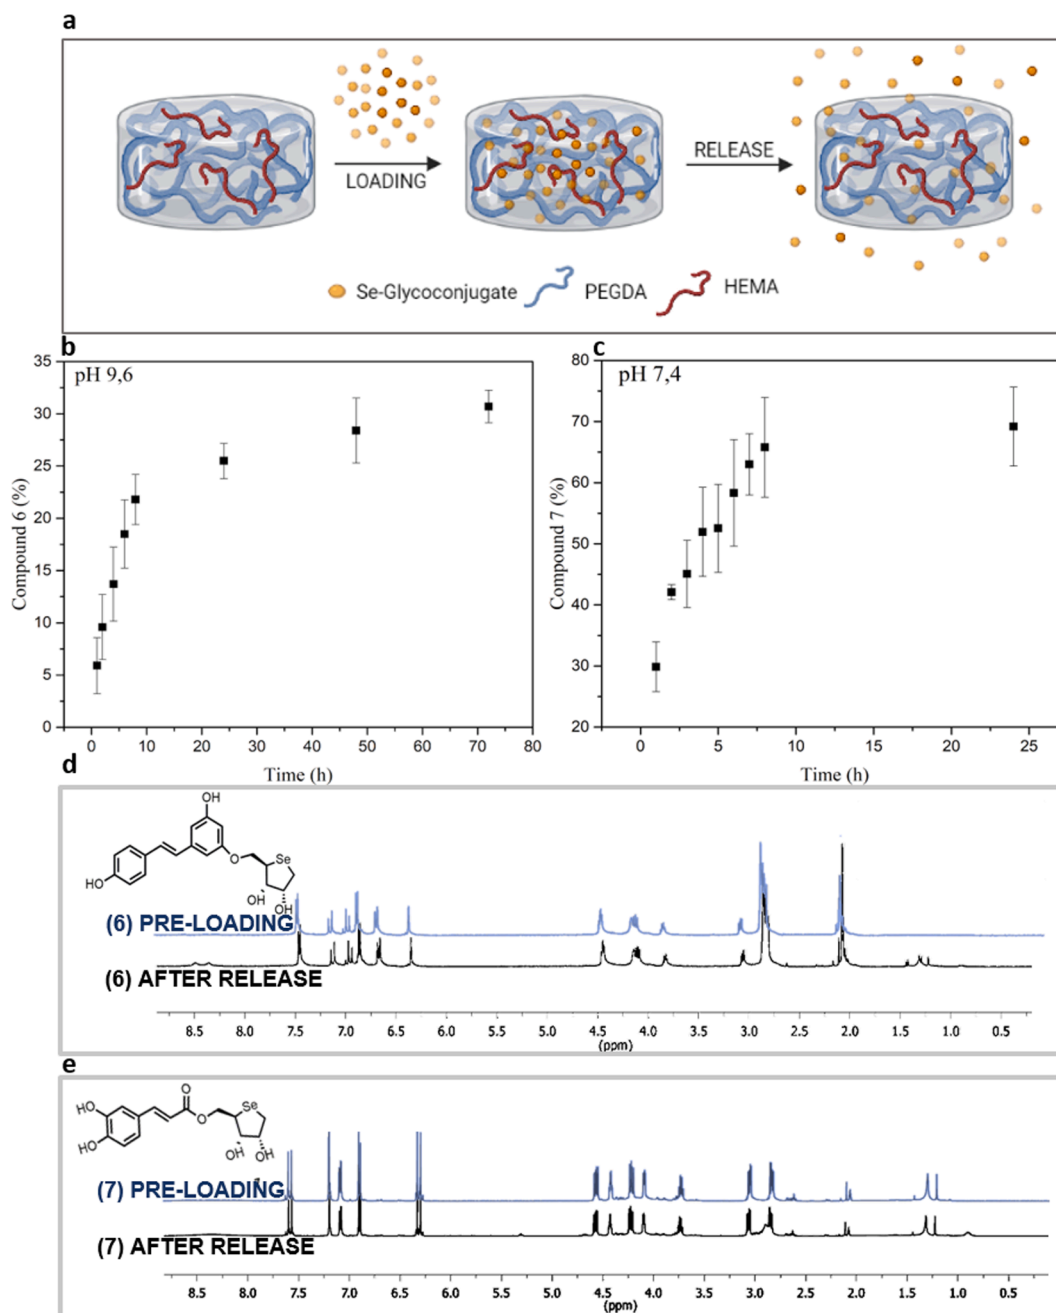 a
LOADING
RELEASE
Se-Glycoconjugate
PEGDA
HEMA
b
pH 9,6
Compound 6 (%)
35
30
25
20
15
10
5
0
0 10 20 30 40 50 60 70 80
Time (h)
c
pH 7,4
Compound 7 (%)
80
70
60
50
40
30
20
0 5 10 15 20 25
Time (h)
d
OH
HO
O
Se
OH
OH
(6) PRE-LOADING
(6) AFTER RELEASE
8.5 8.0 7.5 7.0 6.5 6.0 5.5 5.0 4.5 4.0 3.5 3.0 2.5 2.0 1.5 1.0 0.5
(ppm)
e
HO
HO
O
O
Se
OH
OH
(7) PRE-LOADING
(7) AFTER RELEASE
8.5 8.0 7.5 7.0 6.5 6.0 5.5 5.0 4.5 4.0 3.5 3.0 2.5 2.0 1.5 1.0 0.5
(ppm)